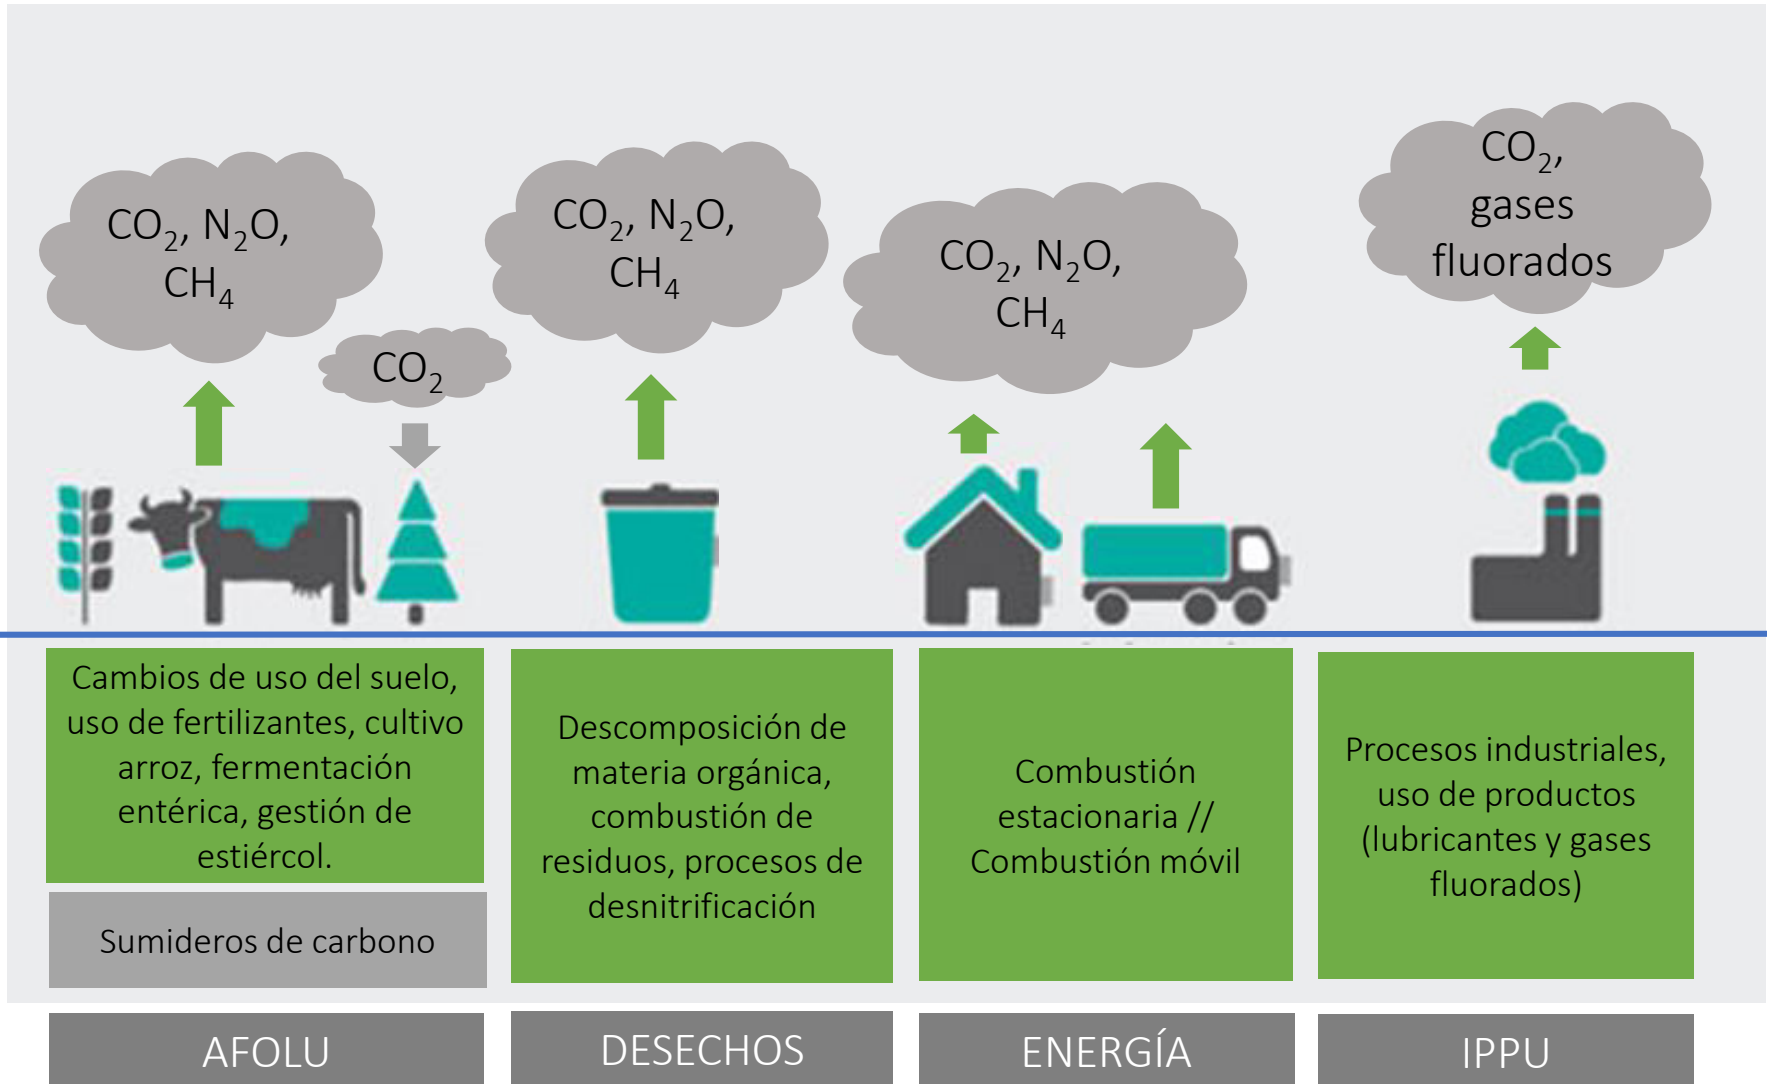 CO₂, N₂O,
CH₄
CO₂
CO₂, N₂O,
CH₄
CO₂, N₂O,
CH₄
CO₂,
gases
fluorados
Cambios de uso del suelo,
uso de fertilizantes, cultivo
arroz, fermentación
entérica, gestión de
estiércol.
Sumideros de carbono
Descomposición de
materia orgánica,
combustión de
residuos, procesos de
desnitrificación
Combustión
estacionaria //
Combustión móvil
Procesos industriales,
uso de productos
(lubricantes y gases
fluorados)
AFOLU
DESECHOS
ENERGÍA
IPPU